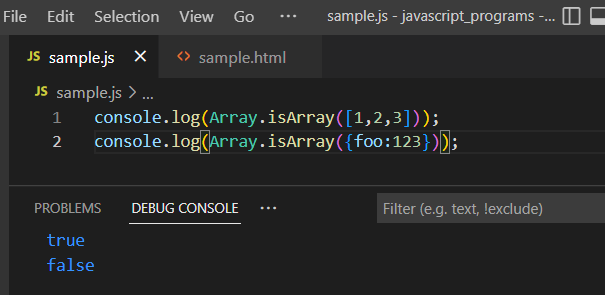 File Edit Selection View Go ... sample.js - javascript_programs -...
JS sample.js X <> sample.html
JS sample.js > ...
1 console.log(Array.isArray([1,2,3]));
2 console.log(Array.isArray({foo:123}));
PROBLEMS DEBUG CONSOLE ... Filter (e.g. text, !exclude)
true
false